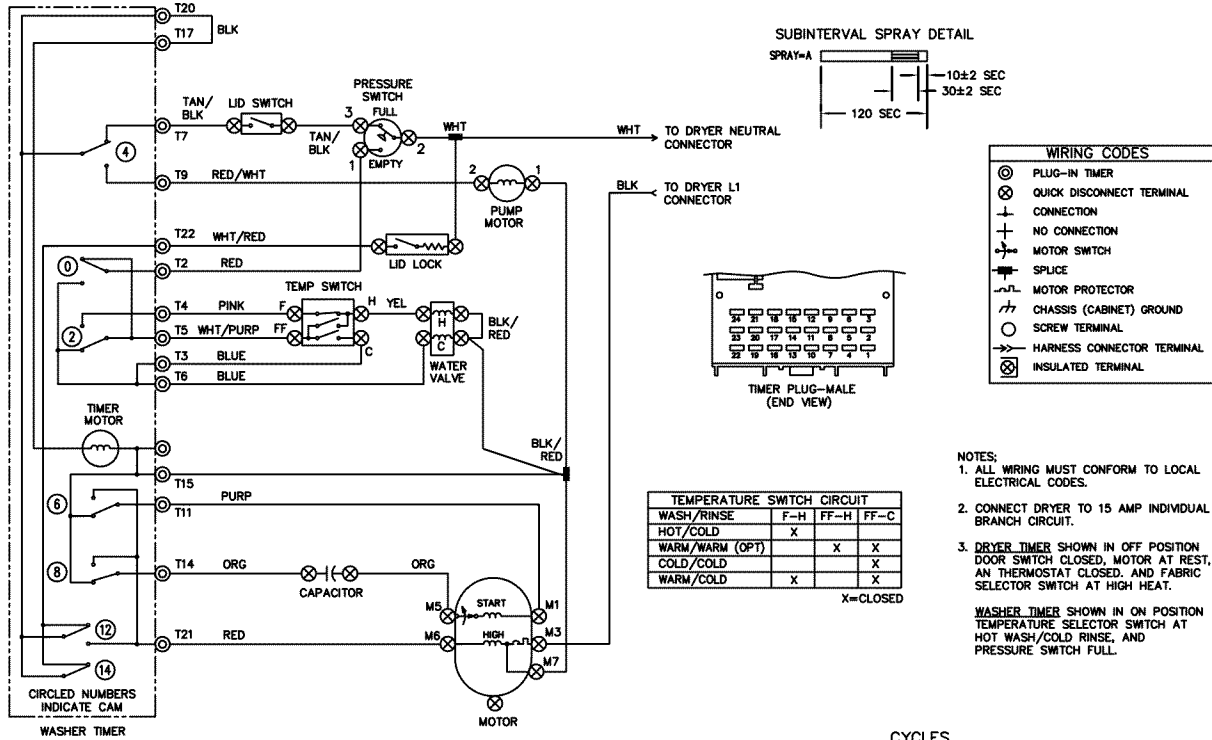 T20
T17
BLK
TAN/
BLK
T7
LID SWITCH
TAN/
BLK
PRESSURE
SWITCH
3
FULL
1
EMPTY
2
WHT
WHT
TO DRYER NEUTRAL
CONNECTOR
4
T9
RED/WHT
2
1
PUMP
MOTOR
BLK
TO DRYER L1
CONNECTOR
T22
WHT/RED
LID LOCK
0
T2
RED
TEMP SWITCH
T4
PINK
F
H
YEL
H
BLK/
RED
2
T5
WHT/PURP
FF
C
C
WATER
VALVE
T3
BLUE
T6
BLUE
TIMER
MOTOR
BLK/
RED
T15
6
T11
PURP
8
T14
ORG
CAPACITOR
ORG
M5
START
M1
12
T21
RED
M6
HIGH
M3
M7
14
MOTOR
CIRCLED NUMBERS
INDICATE CAM
WASHER TIMER
SUBINTERVAL SPRAY DETAIL
SPRAY=A
10±2 SEC
30±2 SEC
120 SEC
WIRING CODES
PLUG-IN TIMER
QUICK DISCONNECT TERMINAL
CONNECTION
NO CONNECTION
MOTOR SWITCH
SPLICE
MOTOR PROTECTOR
CHASSIS (CABINET) GROUND
SCREW TERMINAL
HARNESS CONNECTOR TERMINAL
INSULATED TERMINAL
24 21 18 15 12 9 6 3
23 20 17 14 11 8 5 2
22 19 16 13 10 7 4 1
TIMER PLUG-MALE
(END VIEW)
TEMPERATURE SWITCH CIRCUIT
WASH/RINSE F-H FF-H FF-C
HOT/COLD X
WARM/WARM (OPT) X X
COLD/COLD X
WARM/COLD X X
X=CLOSED
NOTES;
1. ALL WIRING MUST CONFORM TO LOCAL
ELECTRICAL CODES.
2. CONNECT DRYER TO 15 AMP INDIVIDUAL
BRANCH CIRCUIT.
3. DRYER TIMER SHOWN IN OFF POSITION
DOOR SWITCH CLOSED, MOTOR AT REST,
AN THERMOSTAT CLOSED. AND FABRIC
SELECTOR SWITCH AT HIGH HEAT.
WASHER TIMER SHOWN IN ON POSITION
TEMPERATURE SELECTOR SWITCH AT
HOT WASH/COLD RINSE, AND
PRESSURE SWITCH FULL.
CYCLES